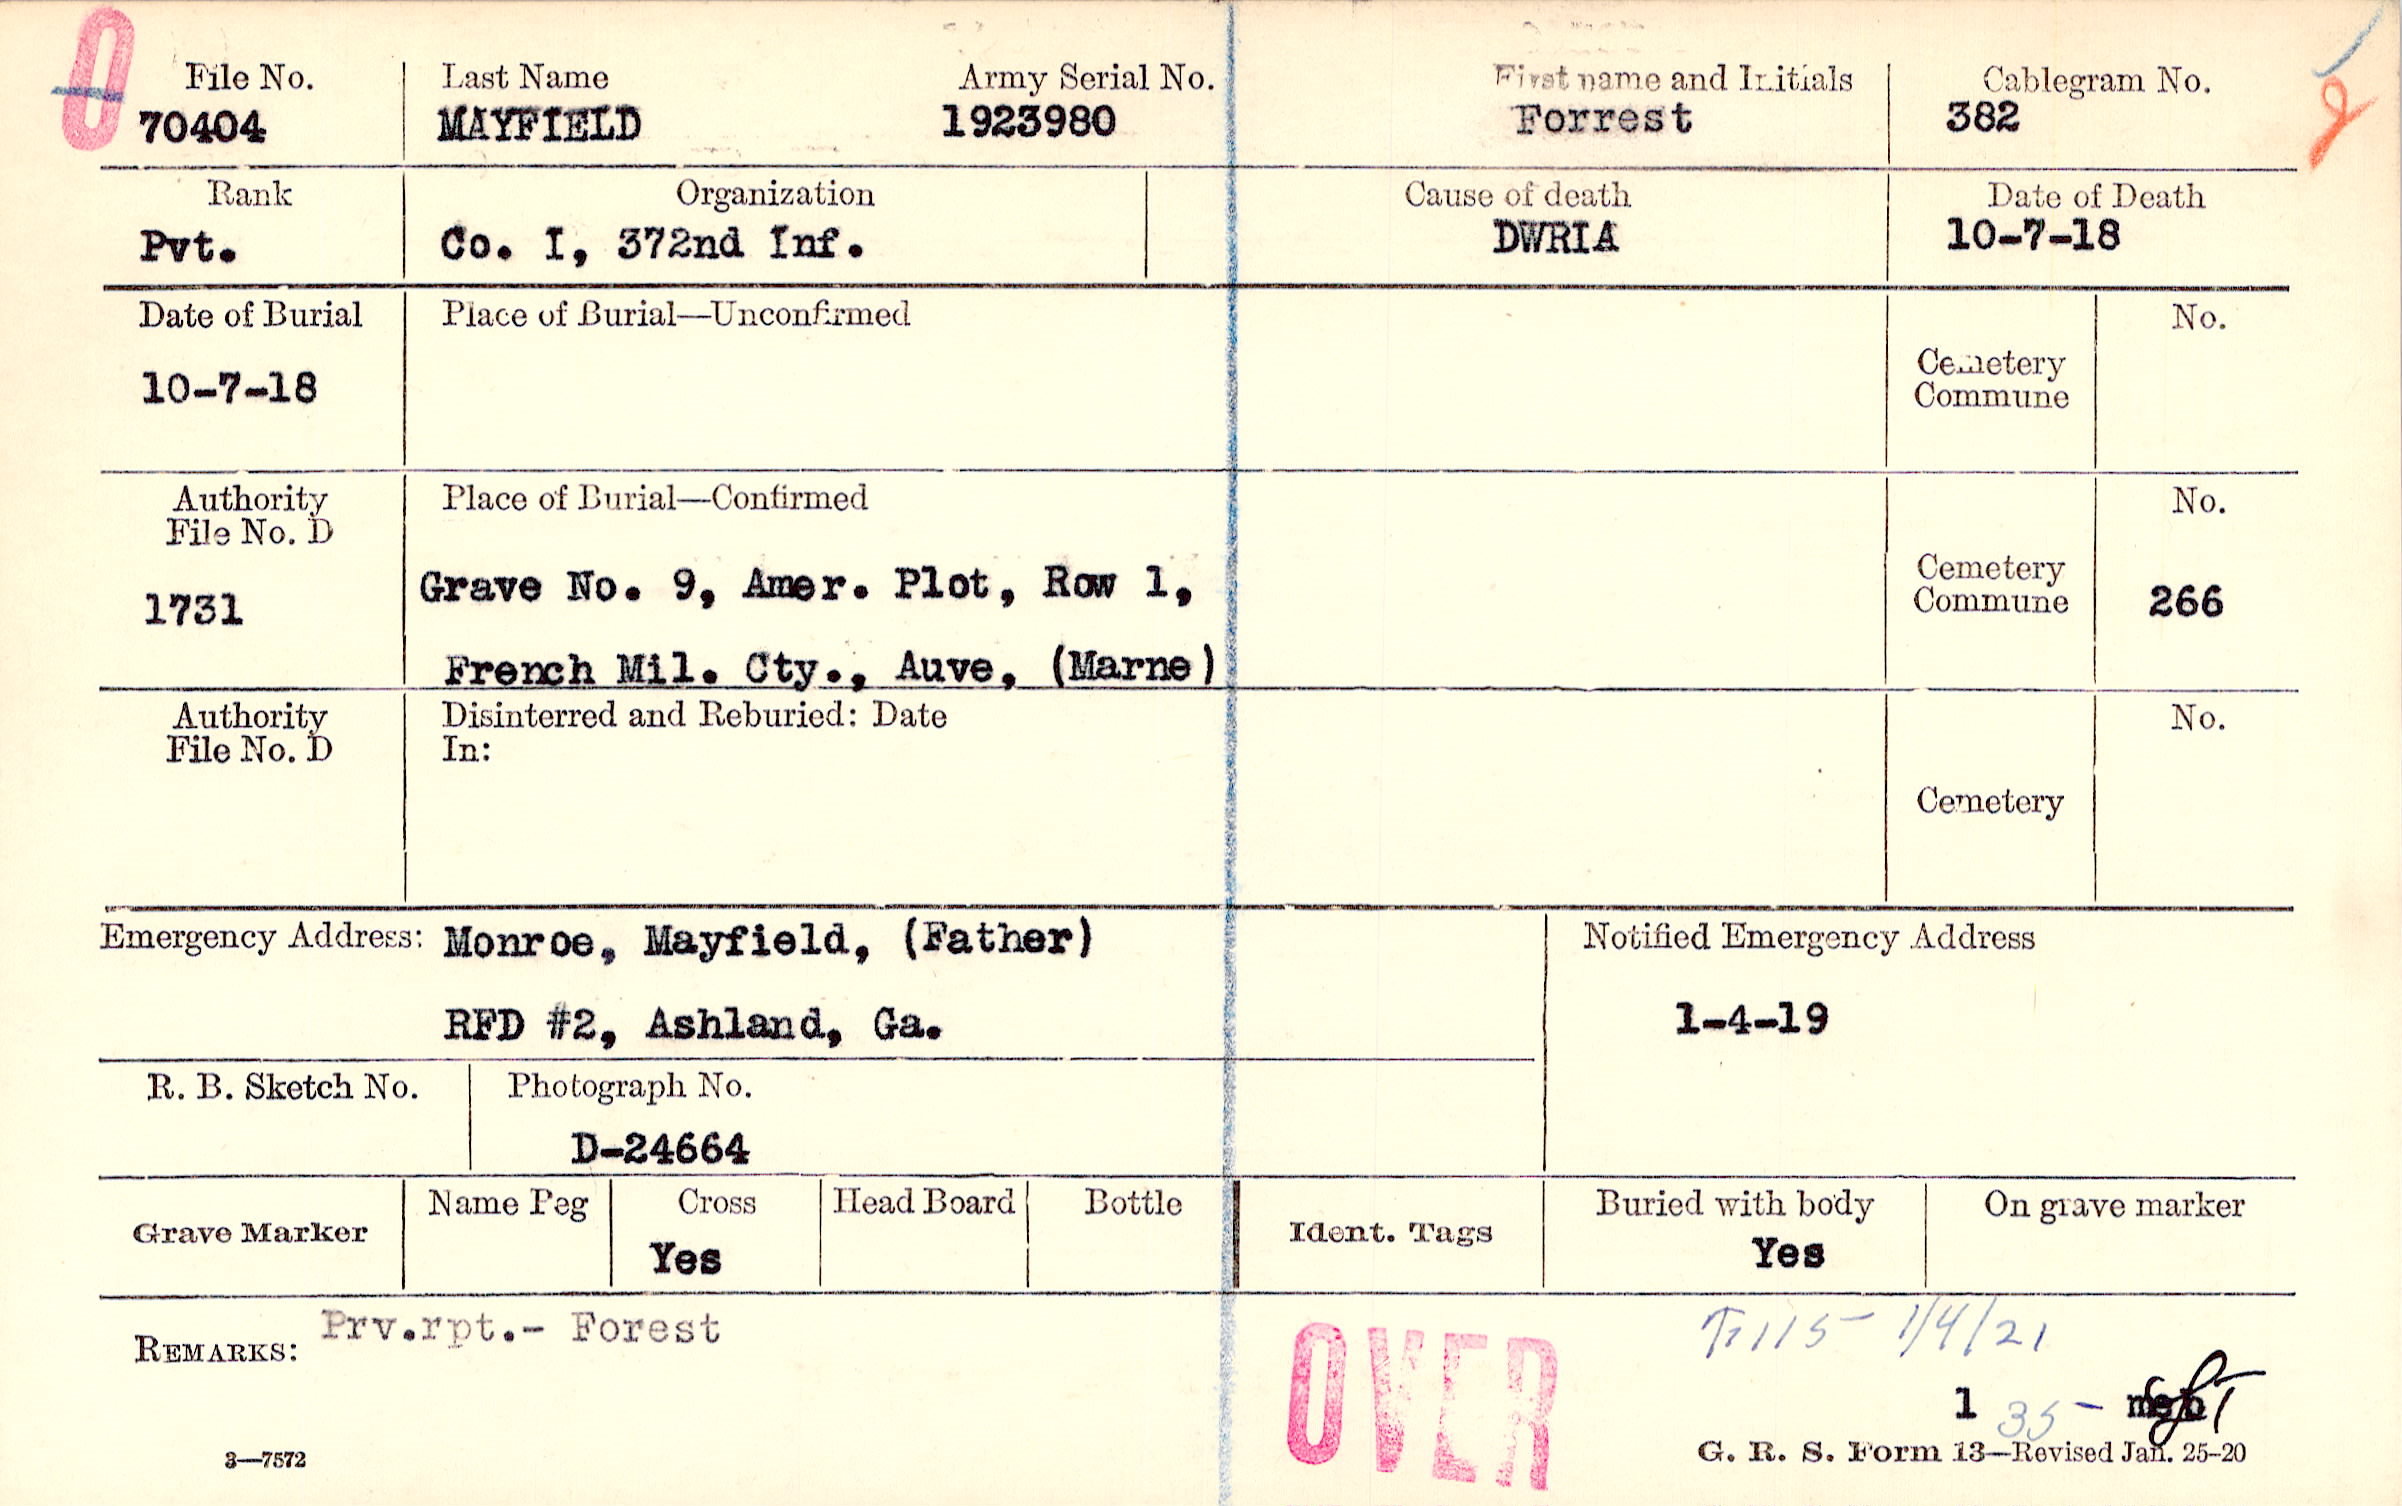 O
File No. Last Name Army Serial No. First name and Initials Cablegram No.
70404 MAYFIELD 1923980 Forrest 382
2
Rank Organization Cause of death Date of Death
Pvt. Co. I, 372nd Inf. DWRIA 10-7-18
Date of Burial Place of Burial—Unconfirmed No.
10-7-18
Cemetery
Commune
Authority Place of Burial—Confirmed No.
File No. D
1731
Grave No. 9, Amer. Plot, Row 1,
French Mil. Cty., Auve, (Marne)
Cemetery
Commune 266
Authority Disinterred and Reburied: Date No.
File No. D In:
Cemetery
Emergency Address: Monroe, Mayfield, (Father)
RFD #2, Ashland, Ga.
Notified Emergency Address
1-4-19
R. B. Sketch No. Photograph No.
D-24664
Grave Marker Name Peg Cross Head Board Bottle Ident. Tags Buried with body On grave marker
Yes Yes
REMARKS: Prv.rpt.- Forest
OVER
115- 1/4/21
1 35-
3—7572
G. R. S. Form 13—Revised Jan. 25-20